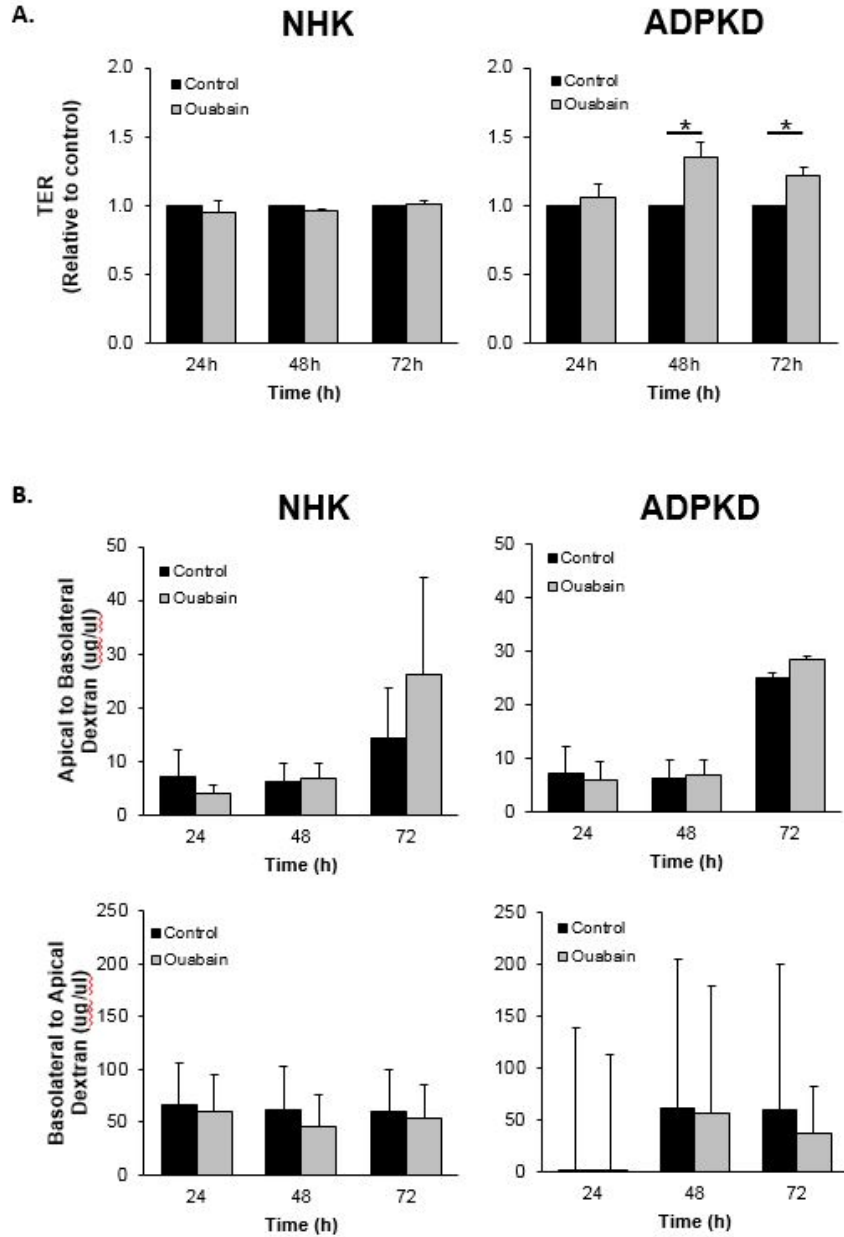 A.
NHK
ADPKD
TER
(Relative to control)
2.0
1.5
1.0
0.5
0.0
Control
Ouabain
24h 48h 72h
Time (h)
2.0
1.5
1.0
0.5
0.0
Control
Ouabain
* *
24h 48h 72h
Time (h)
B.
NHK
ADPKD
Apical to Basolateral
Dextran (ug/ul)
50
40
30
20
10
0
Control
Ouabain
24 48 72
Time (h)
50
40
30
20
10
0
Control
Ouabain
24 48 72
Time (h)
Basolateral to Apical
Dextran (ug/ul)
250
200
150
100
50
0
Control
Ouabain
24 48 72
Time (h)
250
200
150
100
50
0
Control
Ouabain
24 48 72
Time (h)